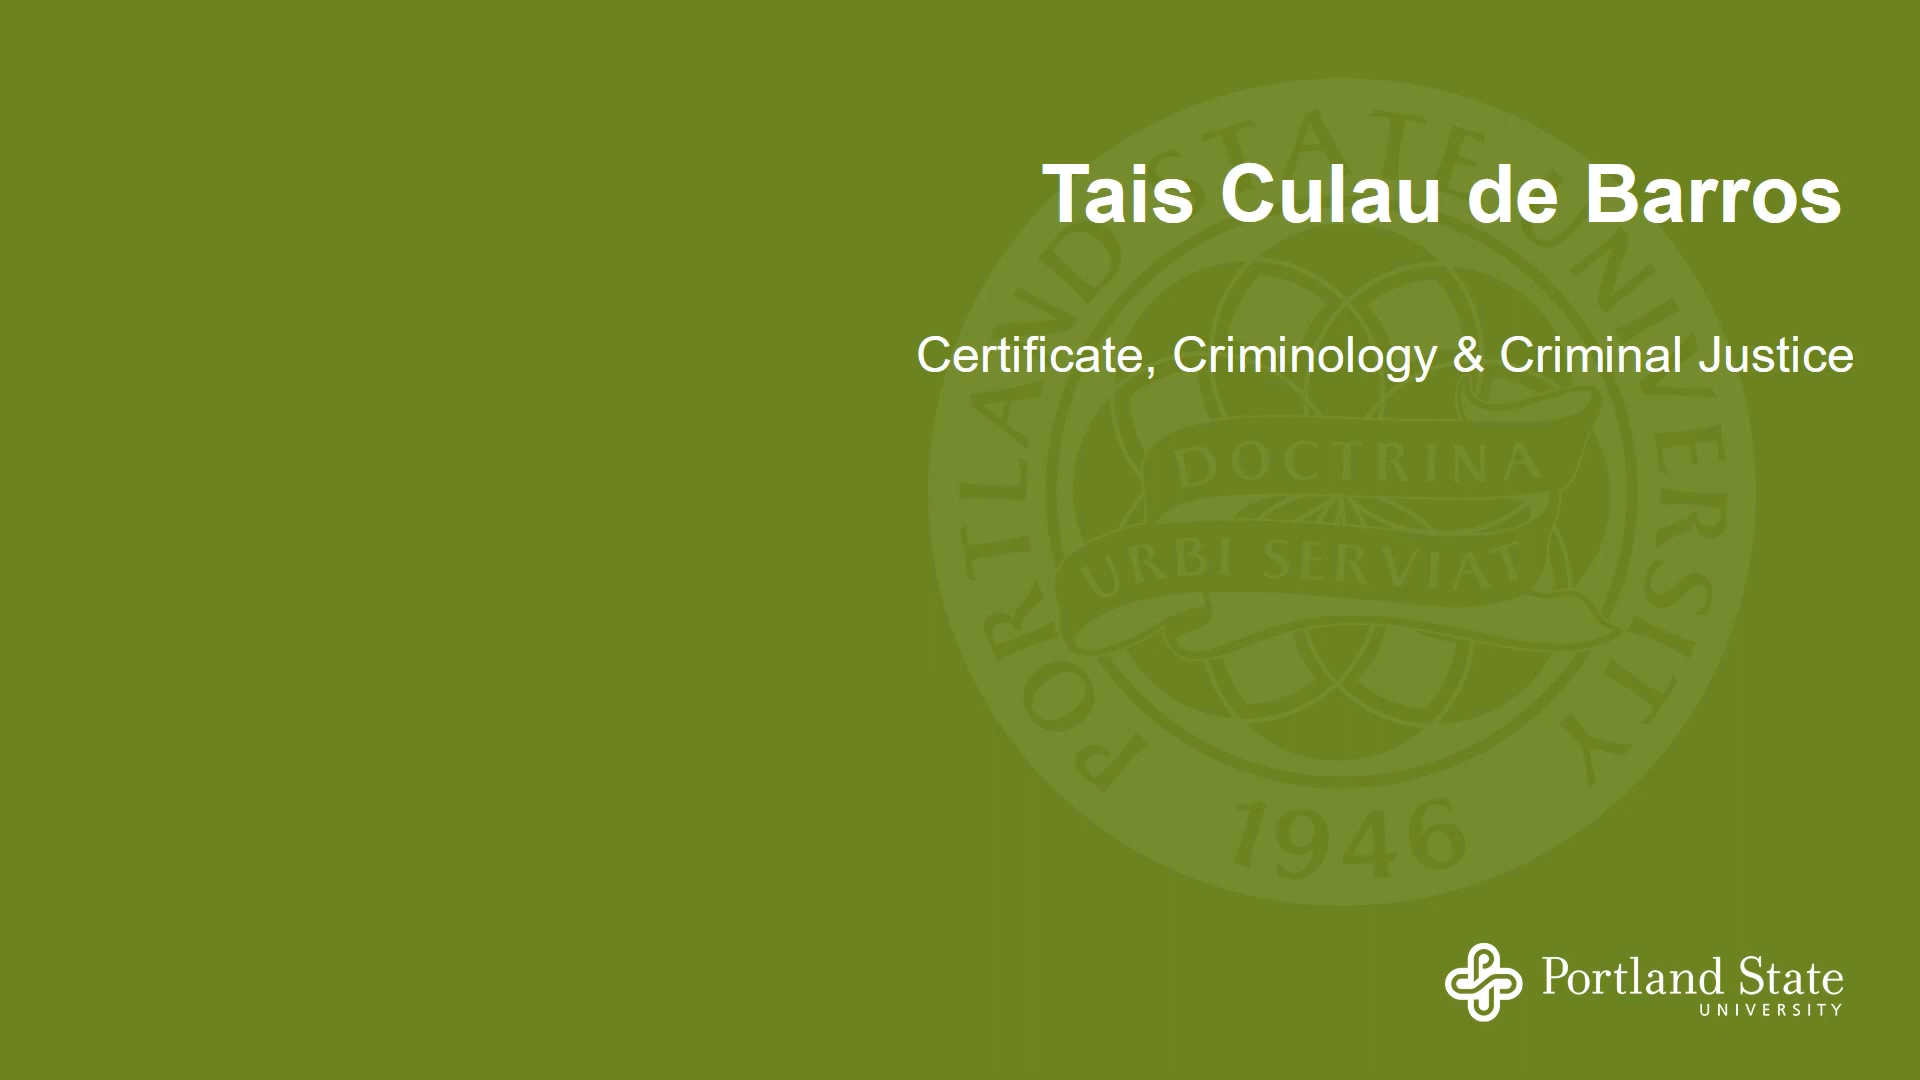 Tais Culau de Barros
Certificate, Criminology & Criminal Justice
PORTLAND STATE UNIVERSITY
DOCTRINA
URBI SERVIAT
1946
Portland State
UNIVERSITY